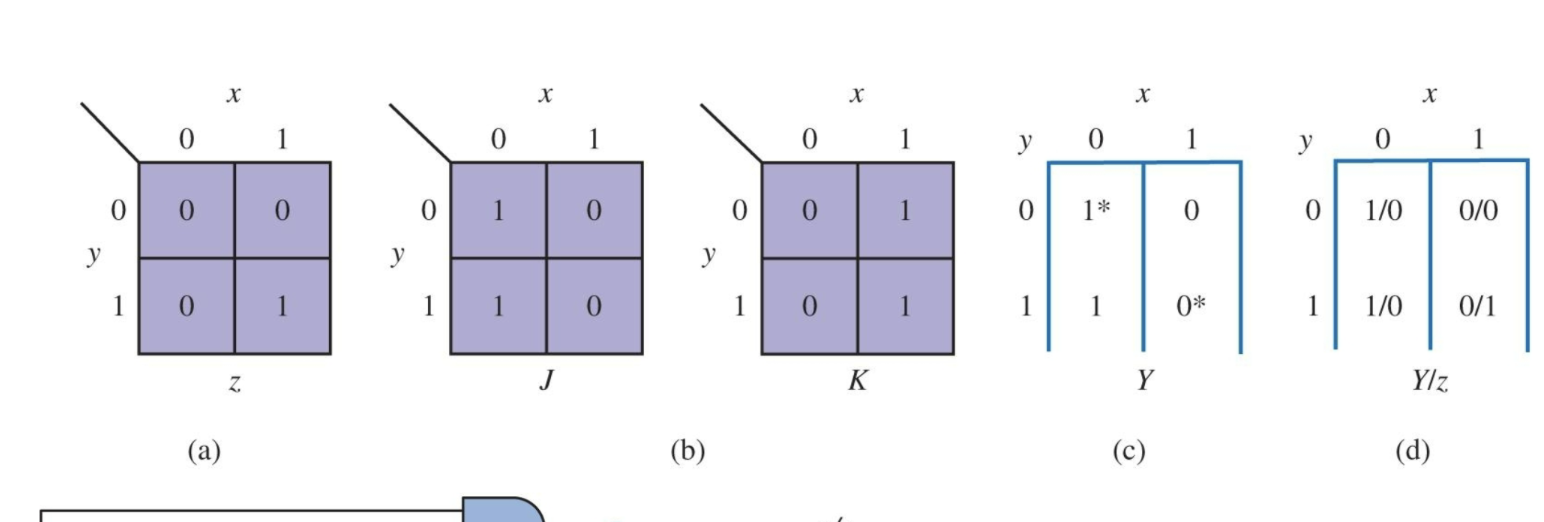 x x x x x
0 1 0 1 0 1 y 0 1 y 0 1
0 0 0 0 1 0 0 0 1 0 1* 0 0 1/0 0/0
y y y
1 0 1 1 1 0 1 0 1 1 1 0* 1 1/0 0/1
z J K Y Y/z
(a) (b) (c) (d)